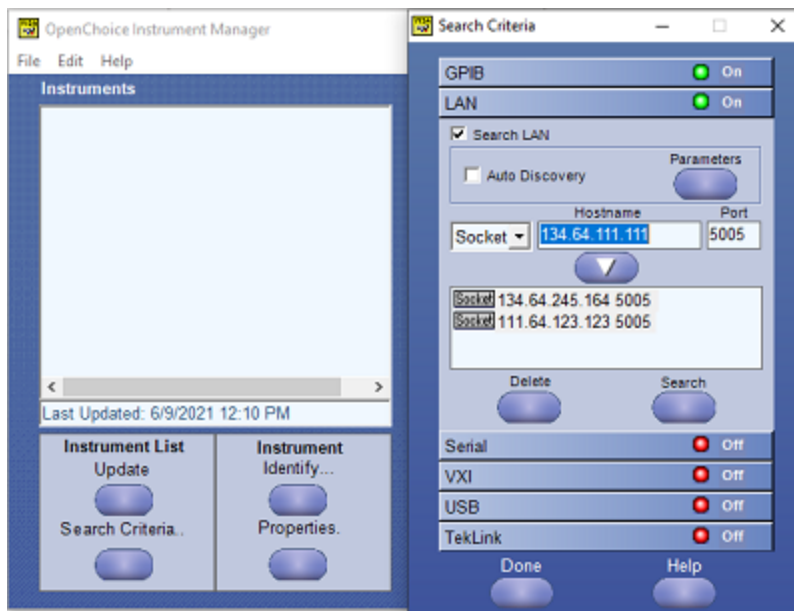 OpenChoice Instrument Manager
File Edit Help
Instruments
Last Updated: 6/9/2021 12:10 PM
Instrument List
Update
Search Criteria..
Instrument
Identify...
Properties.
Search Criteria
GPIB On
LAN On
Search LAN
Auto Discovery
Parameters
Hostname Port
Socket 134.64.111.111 5005
Socket 134.64.245.164 5005
Socket 111.64.123.123 5005
Delete Search
Serial Off
VXI Off
USB Off
TekLink Off
Done Help